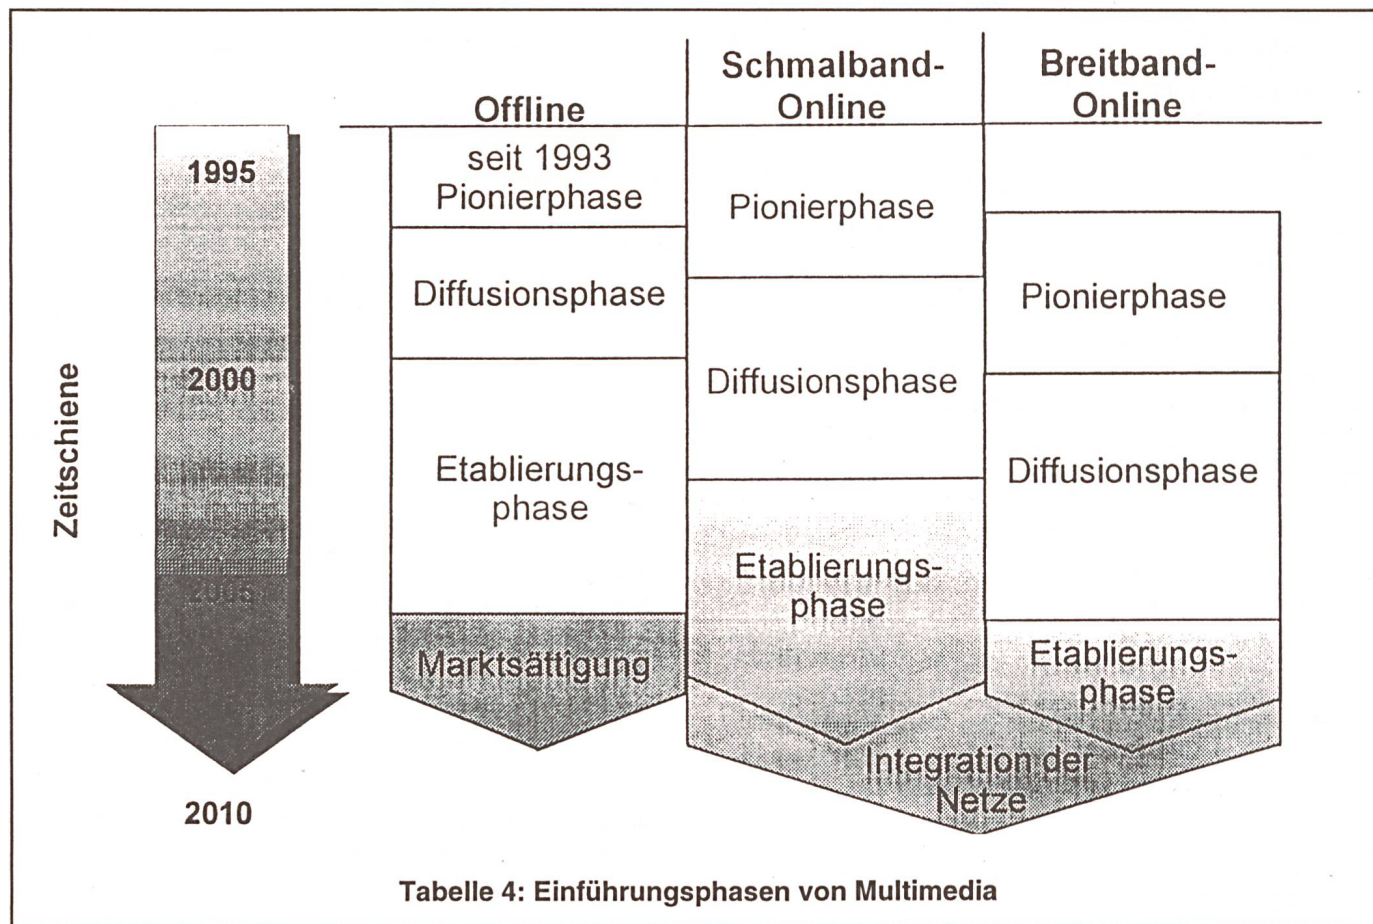 Offline
Schmalband-
Online
Breitband-
Online
Zeitschiene
1995
2000
2005
2010
seit 1993
Pionierphase
Diffusionsphase
Etablierungs-
phase
Marktsättigung
Pionierphase
Diffusionsphase
Etablierungs-
phase
Pionierphase
Diffusionsphase
Etablierungs-
phase
Integration der
Netze
Tabelle 4: Einführungsphasen von Multimedia